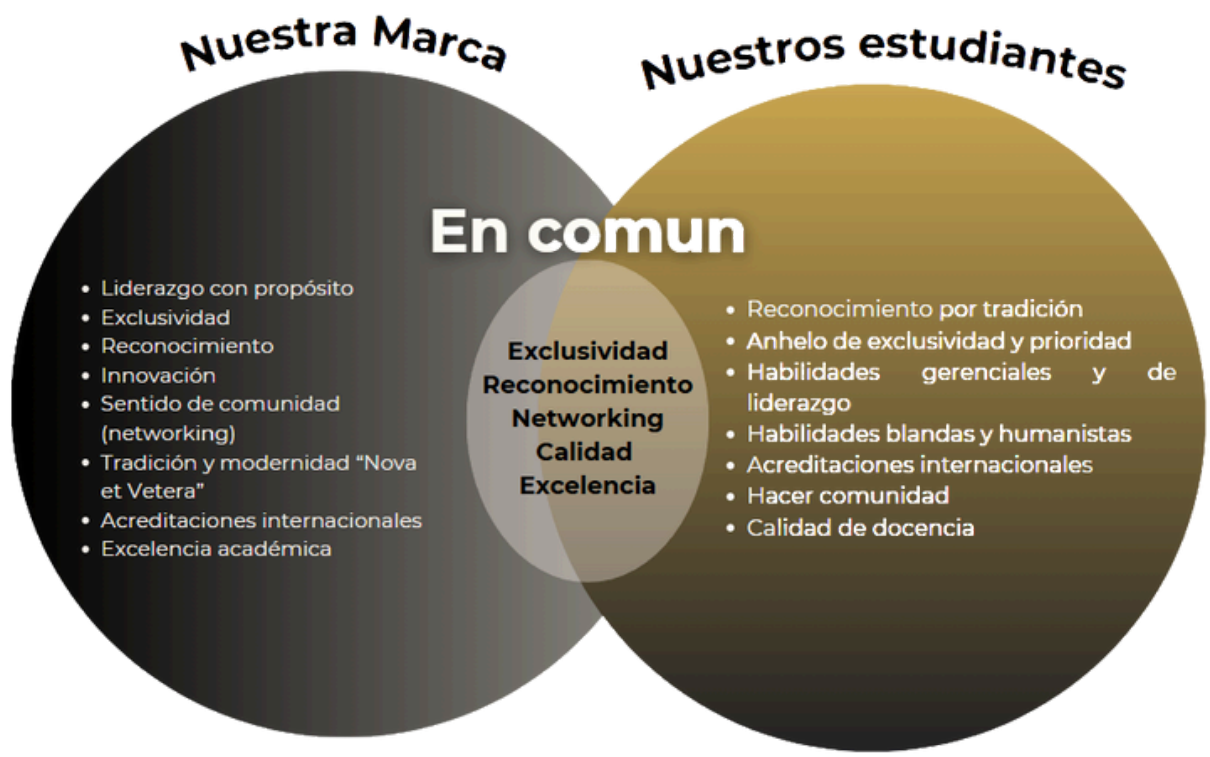 Nuestra Marca
Nuestros estudiantes
En comun
• Liderazgo con propósito
• Exclusividad
• Reconocimiento
• Innovación
• Sentido de comunidad
(networking)
• Tradición y modernidad “Nova
et Vetera”
• Acreditaciones internacionales
• Excelencia académica
Exclusividad
Reconocimiento
Networking
Calidad
Excelencia
• Reconocimiento por tradición
• Anhelo de exclusividad y prioridad
• Habilidades gerenciales y de
liderazgo
• Habilidades blandas y humanistas
• Acreditaciones internacionales
• Hacer comunidad
• Calidad de docencia